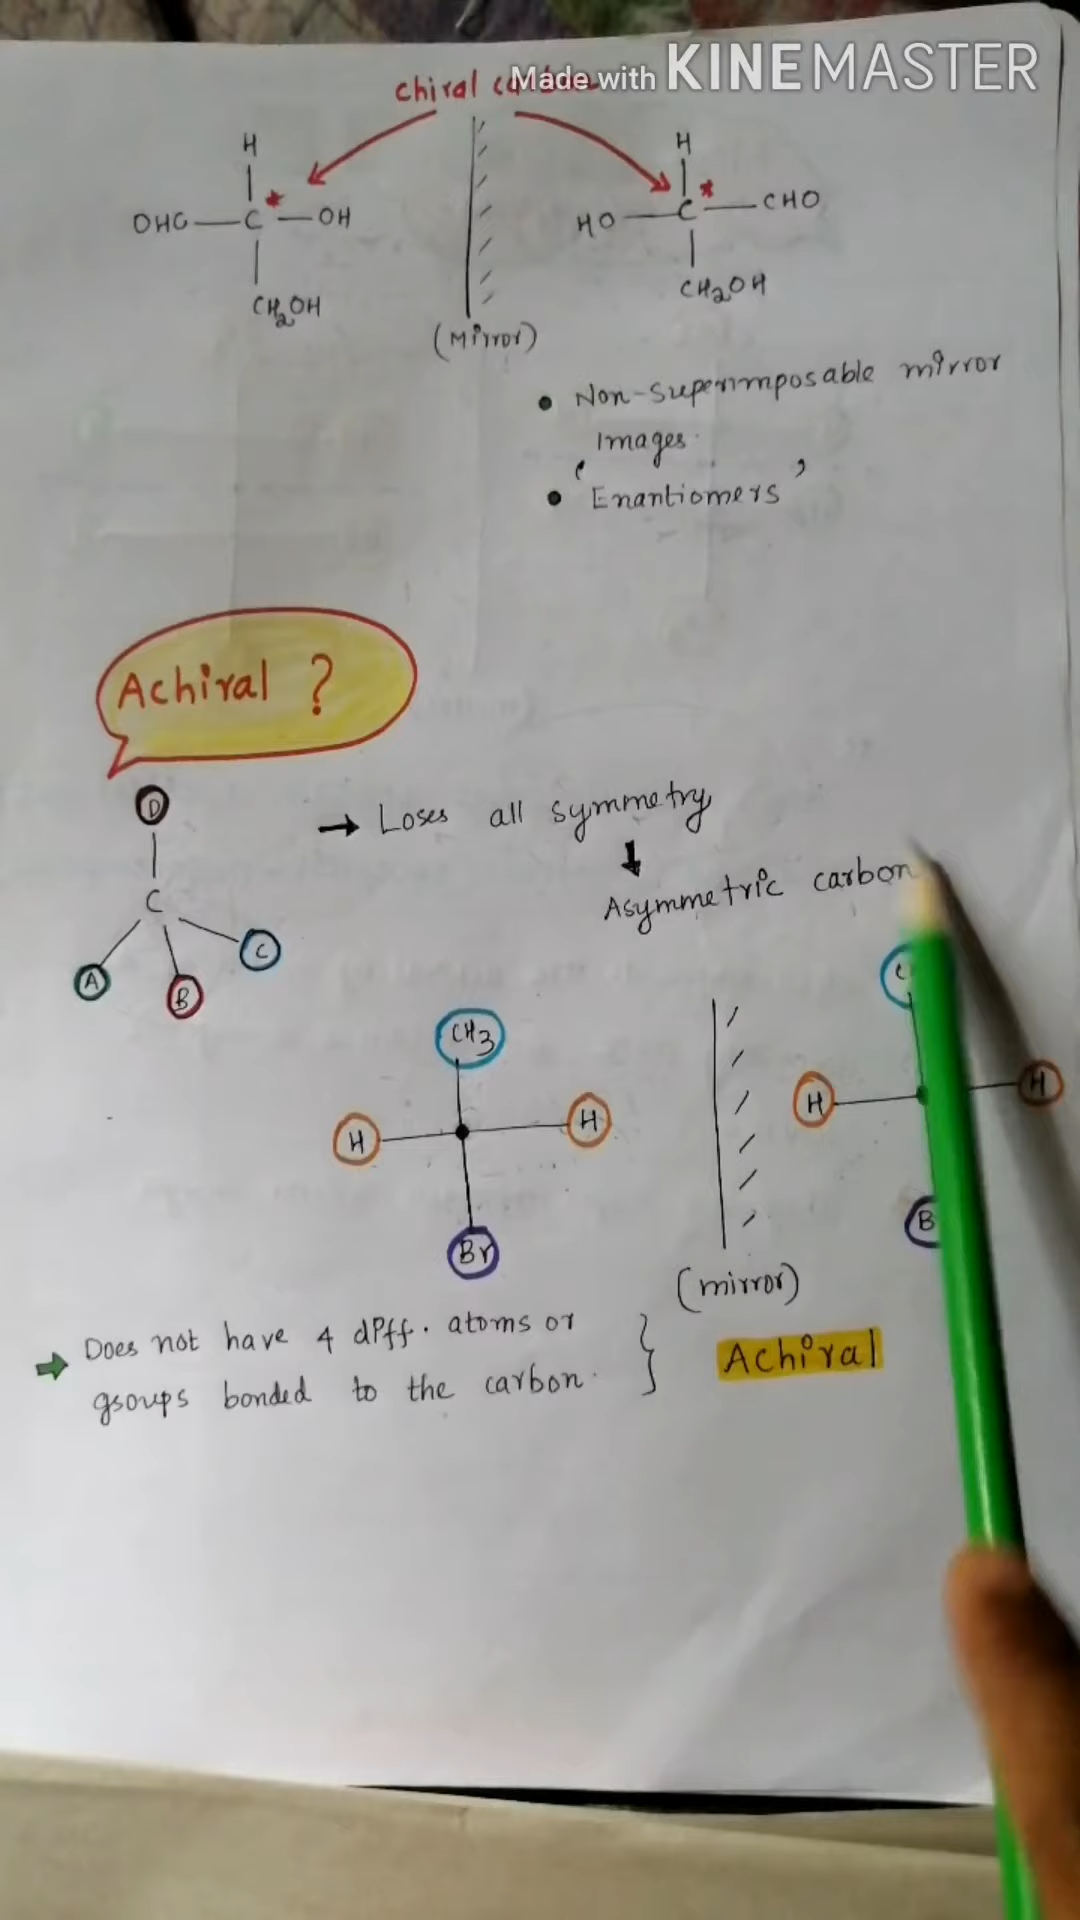 Made with KINEMASTER
chiral
H H
OHC C * OH HO C * CHO
CH2OH CH2OH
(Mirror)
• Non-superimposable mirror
images.
• ‘Enantiomers’
Achiral ?
D
→ Loses all symmetry
C
Asymmetric carbon
A B C
CH3
H H H H
Br
(mirror)
Does not have 4 diff. atoms or
groups bonded to the carbon.
Achiral